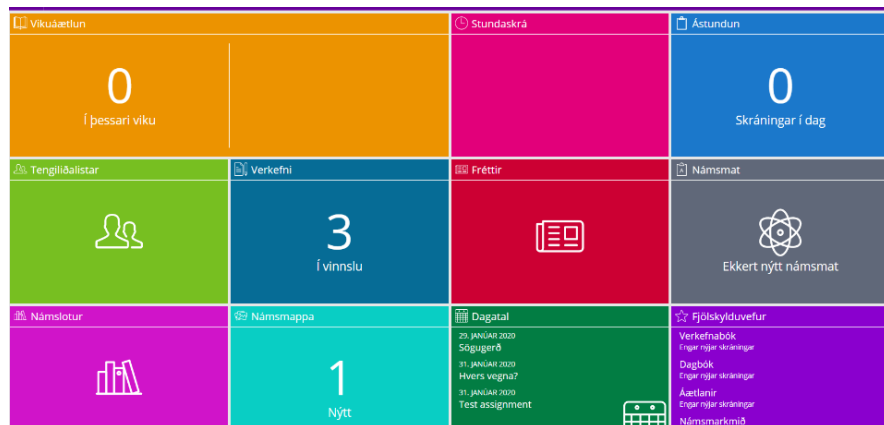 Vikuáætlun
0
Í þessari viku
Stundaskrá
Ástundun
0
Skráningar í dag
Tengiliðalistar
Verkefni
3
Í vinnslu
Fréttir
Námsmat
Ekkert nýtt námsmat
Námslotur
Námsmappa
1
Nýtt
Dagatal
29. JANÚAR 2020
Sögugerð
31. JANÚAR 2020
Hvers vegna?
31. JANÚAR 2020
Test assignment
Fjölskylduvefur
Verkefnabók
Engar nýjar skráningar
Dagbók
Engar nýjar skráningar
Áætlanir
Engar nýjar skráningar
Námsmarkmið